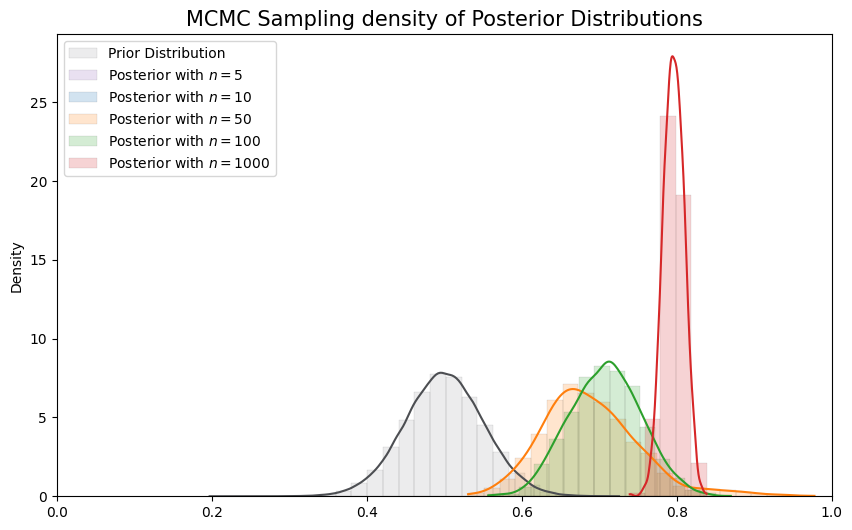 MCMC Sampling density of Posterior Distributions
Prior Distribution
Posterior with n = 5
Posterior with n = 10
Posterior with n = 50
Posterior with n = 100
Posterior with n = 1000
Density
25
20
15
10
5
0
0.0 0.2 0.4 0.6 0.8 1.0